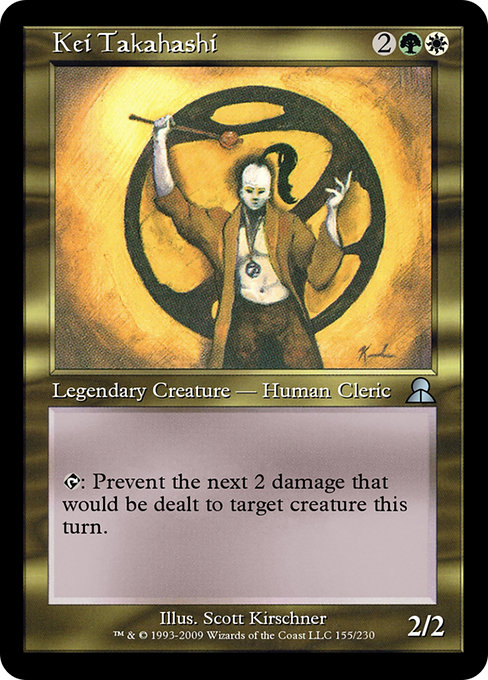 Kei Takahashi 2
Legendary Creature — Human Cleric
: Prevent the next 2 damage that
would be dealt to target creature this
turn.
Illus. Scott Kirschner
™ & © 1993-2009 Wizards of the Coast LLC 155/230
2/2